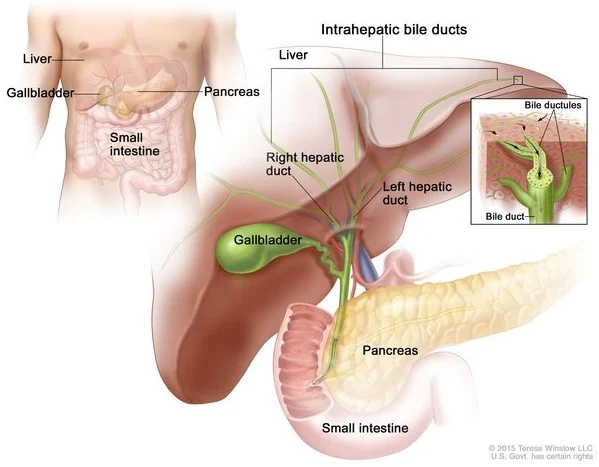 Liver
Gallbladder
Pancreas
Small
intestine
Intrahepatic bile ducts
Liver
Right hepatic
duct
Left hepatic
duct
Gallbladder
Pancreas
Small intestine
Bile ductules
Bile duct
© 2015 Terese Winslow LLC
U.S. Govt. has certain rights